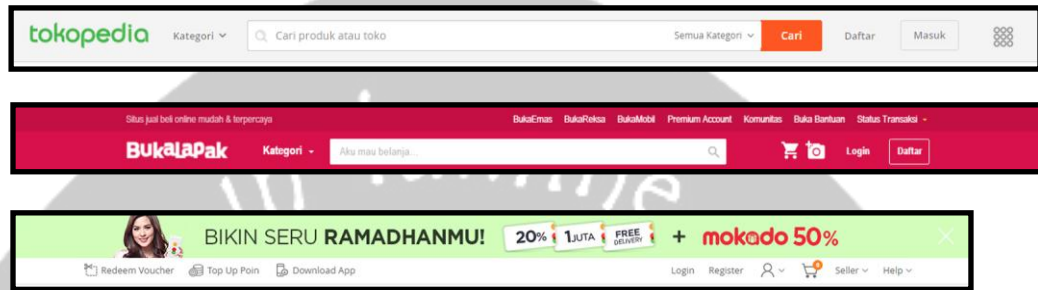 tokopedia Kategori Cari produk atau toko Semua Kategori Cari Daftar Masuk
Situs jual beli online mudah & terpercaya BukaEmas BukaReksa BukaMobil Premium Account Komunitas Buka Bantuan Status Transaksi
BukaLapak Kategori Aku mau belanja... Login Daftar
BIKIN SERU RAMADHANMU! 20% 1JUTA FREE DELIVERY + mokado 50%
Redeem Voucher Top Up Poin Download App Login Register 0 Seller Help